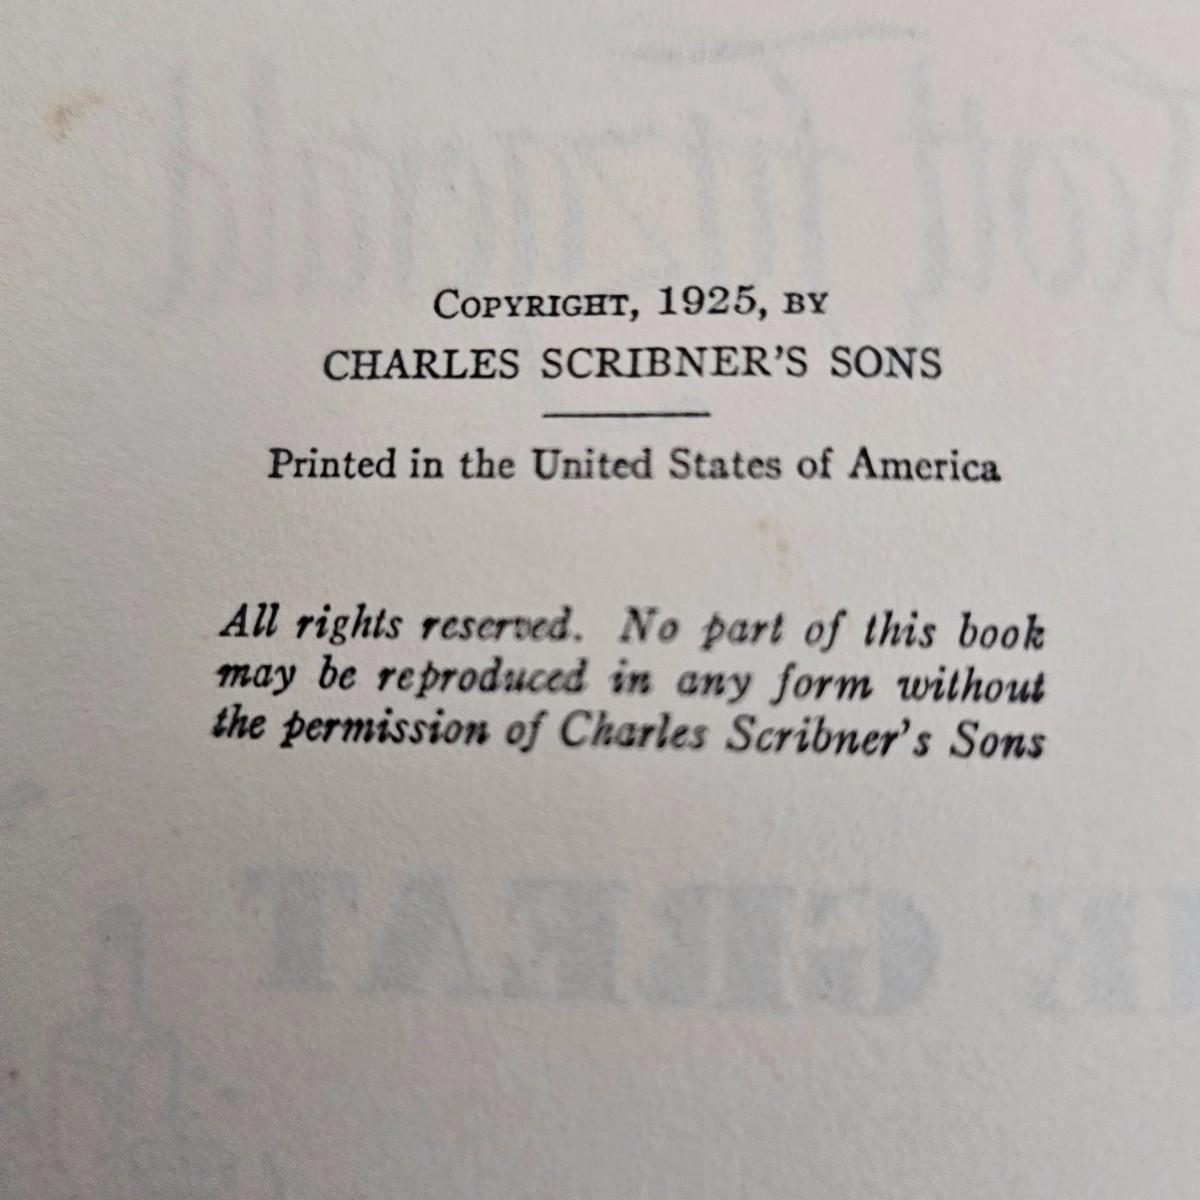 COPYRIGHT, 1925, BY
CHARLES SCRIBNER'S SONS
Printed in the United States of America
All rights reserved. No part of this book
may be reproduced in any form without
the permission of Charles Scribner's Sons
GREAT